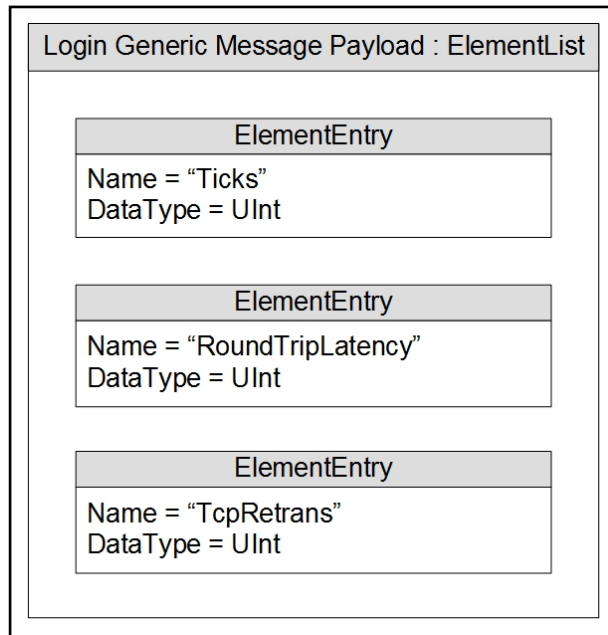 Login Generic Message Payload : ElementList
ElementEntry
Name = “Ticks”
DataType = UInt
ElementEntry
Name = “RoundTripLatency”
DataType = UInt
ElementEntry
Name = “TcpRetrans”
DataType = UInt